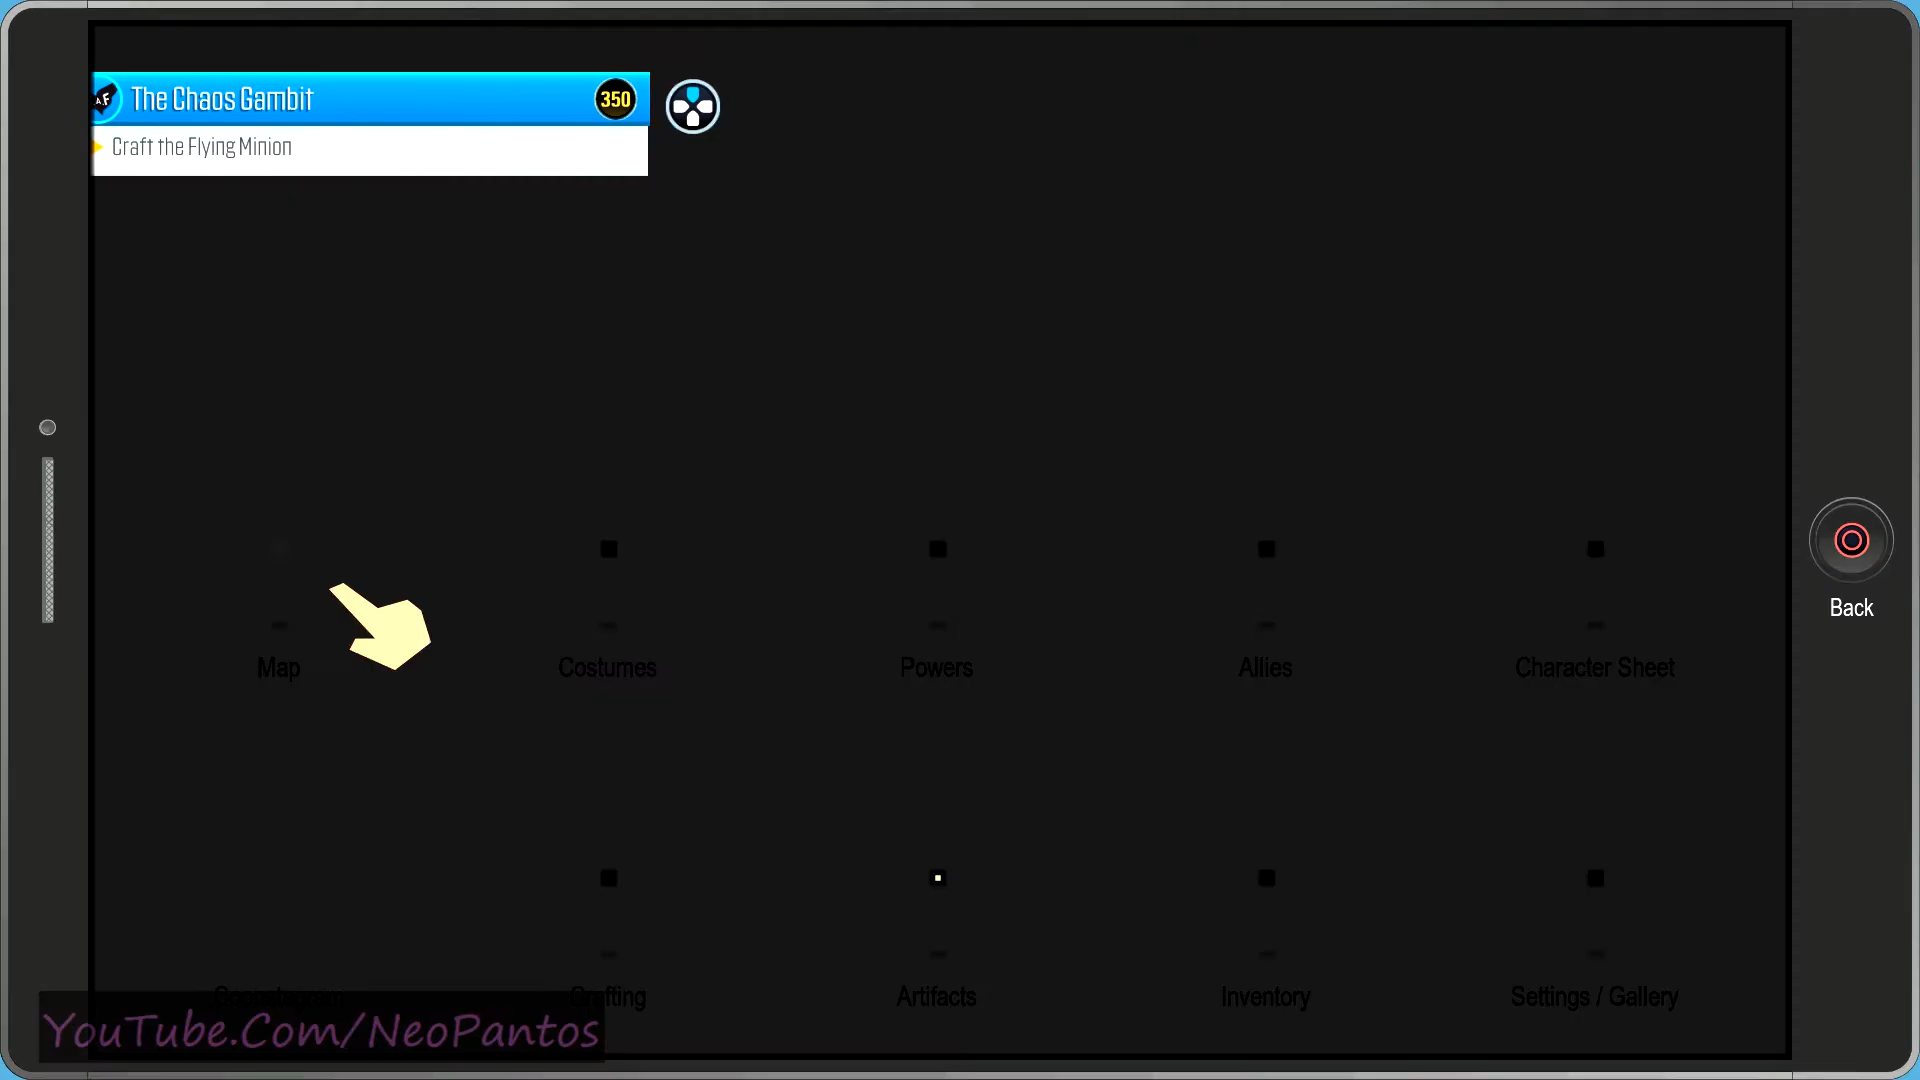 The Chaos Gambit
350
Craft the Flying Minion
Back
Map
Costumes
Powers
Allies
Character Sheet
Crafting
Artifacts
Inventory
Settings / Gallery
YouTube.Com/NeoPantos